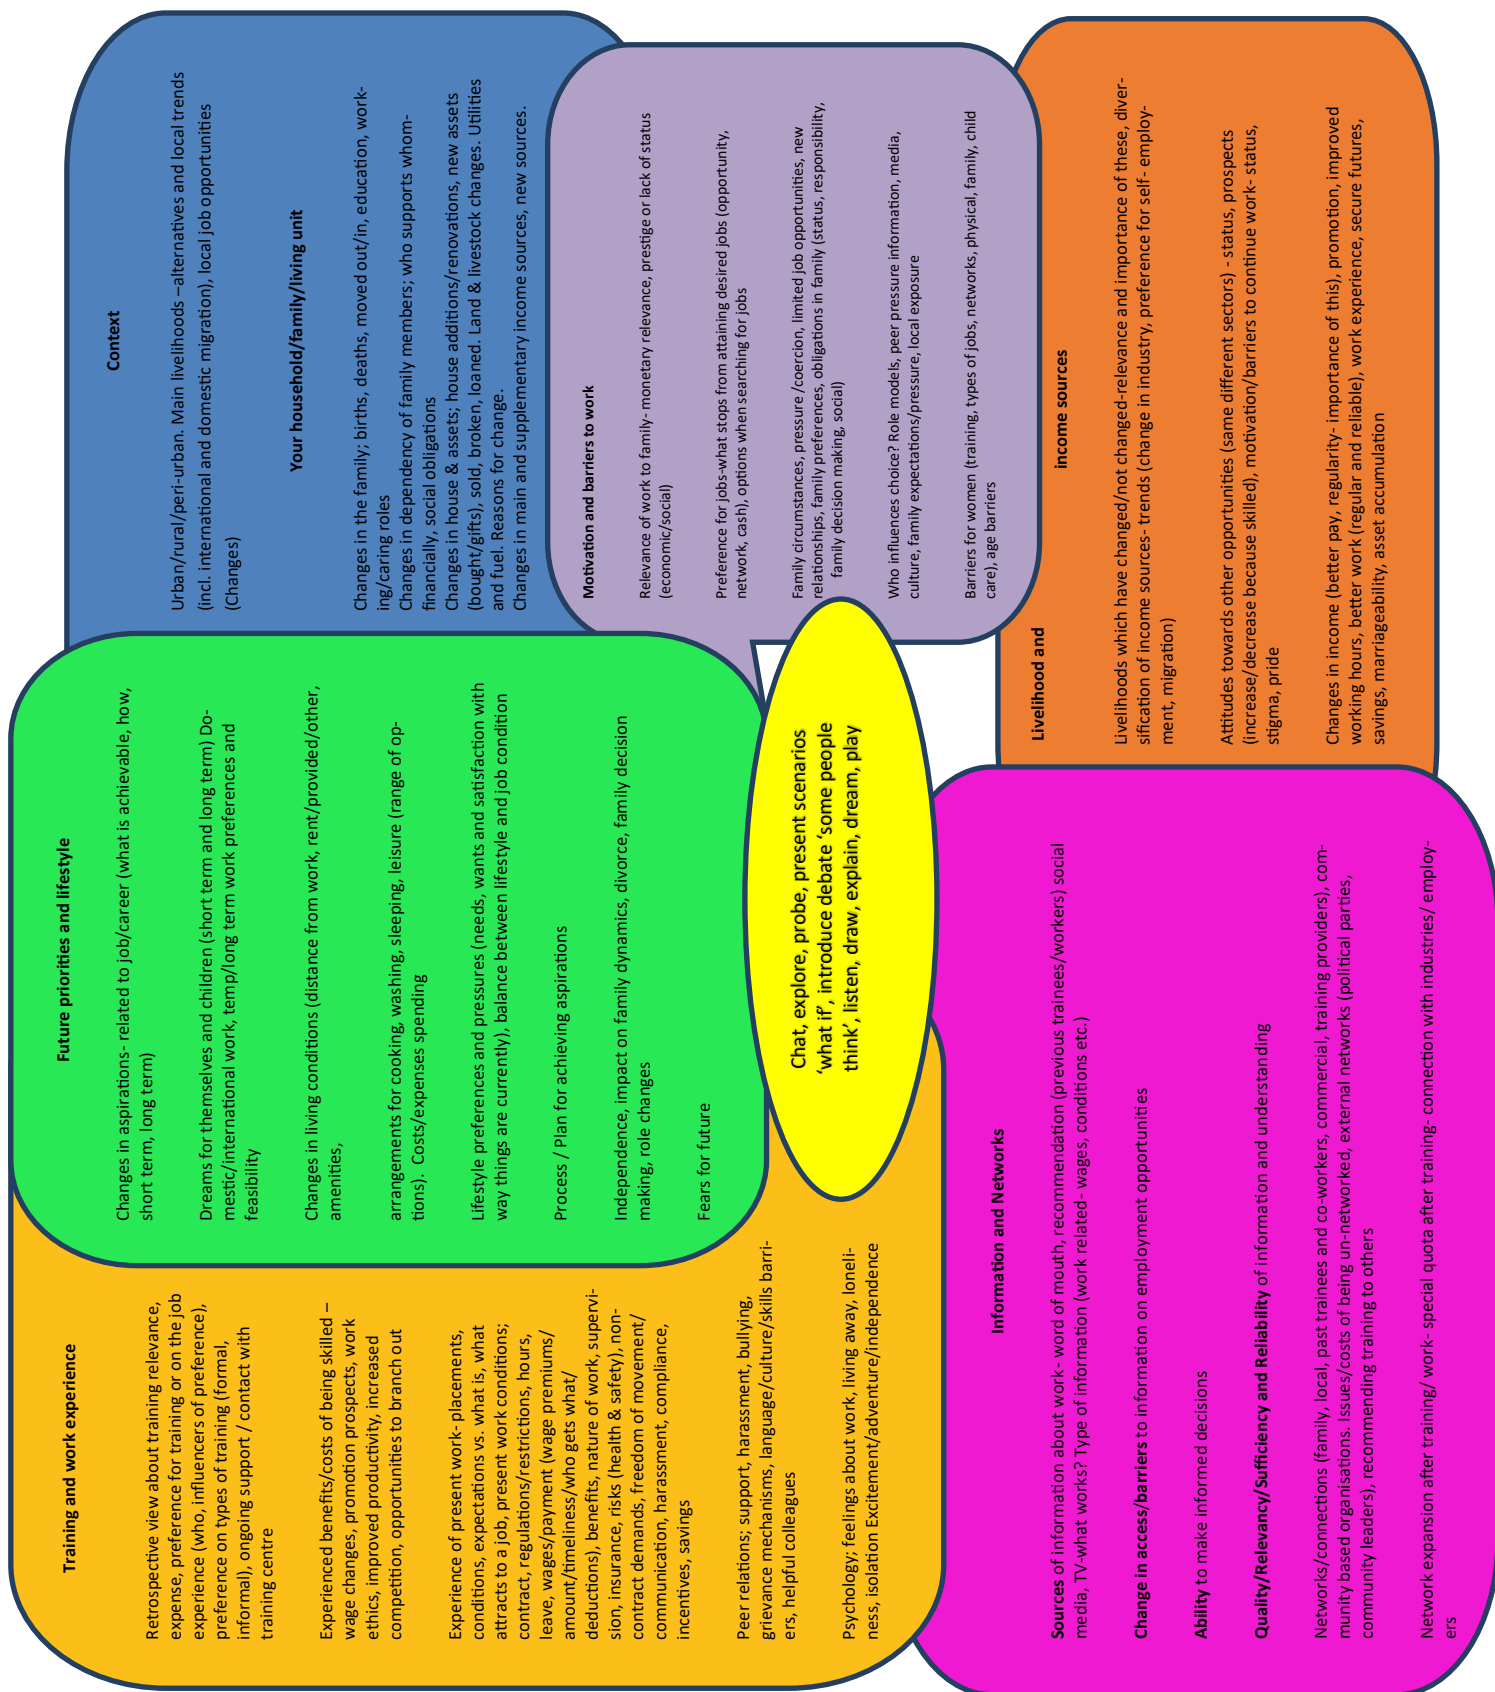 Training and work experience
Retrospective view about training relevance,
expense, preference for training or on the job
experience (who, influencers of preference),
preference on types of training (formal,
informal), ongoing support / contact with
training centre
Experienced benefits/costs of being skilled –
wage changes, promotion prospects, work
ethics, improved productivity, increased
competition, opportunities to branch out
Experience of present work- placements,
conditions, expectations vs. what is, what
attracts to a job, present work conditions;
contract, regulations/restrictions, hours,
leave, wages/payment (wage premiums/
amount/timeliness/who gets what/
deductions), benefits, nature of work, supervi-
sion, insurance, risks (health & safety), non-
contract demands, freedom of movement/
communication, harassment, compliance,
incentives, savings
Peer relations; support, harassment, bullying,
grievance mechanisms, language/culture/skills barri-
ers, helpful colleagues
Psychology; feelings about work, living away, loneli-
ness, isolation Excitement/adventure/independence
Future priorities and lifestyle
Changes in aspirations- related to job/career (what is achievable, how,
short term, long term)
Dreams for themselves and children (short term and long term) Do-
mestic/international work, temp/long term work preferences and
feasibility
Changes in living conditions (distance from work, rent/provided/other,
amenities,
arrangements for cooking, washing, sleeping, leisure (range of op-
tions). Costs/expenses spending
Lifestyle preferences and pressures (needs, wants and satisfaction with
way things are currently), balance between lifestyle and job condition
Process / Plan for achieving aspirations
Independence, impact on family dynamics, divorce, family decision
making, role changes
Fears for future
Context
Urban/rural/peri-urban. Main livelihoods –alternatives and local trends
(incl. international and domestic migration), local job opportunities
(Changes)
Your household/family/living unit
Changes in the family; births, deaths, moved out/in, education, work-
ing/caring roles
Changes in dependency of family members; who supports whom-
financially, social obligations
Changes in house & assets; house additions/renovations, new assets
(bought/gifts), sold, broken, loaned. Land & livestock changes. Utilities
and fuel. Reasons for change.
Changes in main and supplementary income sources, new sources.
Motivation and barriers to work
Relevance of work to family- monetary relevance, prestige or lack of status
(economic/social)
Preference for jobs-what stops from attaining desired jobs (opportunity,
network, cash), options when searching for jobs
Family circumstances, pressure /coercion, limited job opportunities, new
relationships, family preferences, obligations in family (status, responsibility,
family decision making, social)
Who influences choice? Role models, peer pressure information, media,
culture, family expectations/pressure, local exposure
Barriers for women (training, types of jobs, networks, physical, family, child
care), age barriers
Chat, explore, probe, present scenarios
‘what if’, introduce debate ‘some people
think’, listen, draw, explain, dream, play
Information and Networks
Sources of information about work- word of mouth, recommendation (previous trainees/workers) social
media, TV-what works? Type of information (work related- wages, conditions etc.)
Change in access/barriers to information on employment opportunities
Ability to make informed decisions
Quality/Relevancy/Sufficiency and Reliability of information and understanding
Networks/connections (family, local, past trainees and co-workers, commercial, training providers), com-
munity based organisations. Issues/costs of being un-networked, external networks (political parties,
community leaders), recommending training to others
Network expansion after training/ work- special quota after training- connection with industries/ employ-
ers
Livelihood and income sources
Livelihoods which have changed/not changed-relevance and importance of these, diver-
sification of income sources- trends (change in industry, preference for self- employ-
ment, migration)
Attitudes towards other opportunities (same different sectors) - status, prospects
(increase/decrease because skilled), motivation/barriers to continue work- status,
stigma, pride
Changes in income (better pay, regularity- importance of this), promotion, improved
working hours, better work (regular and reliable), work experience, secure futures,
savings, marriageability, asset accumulation